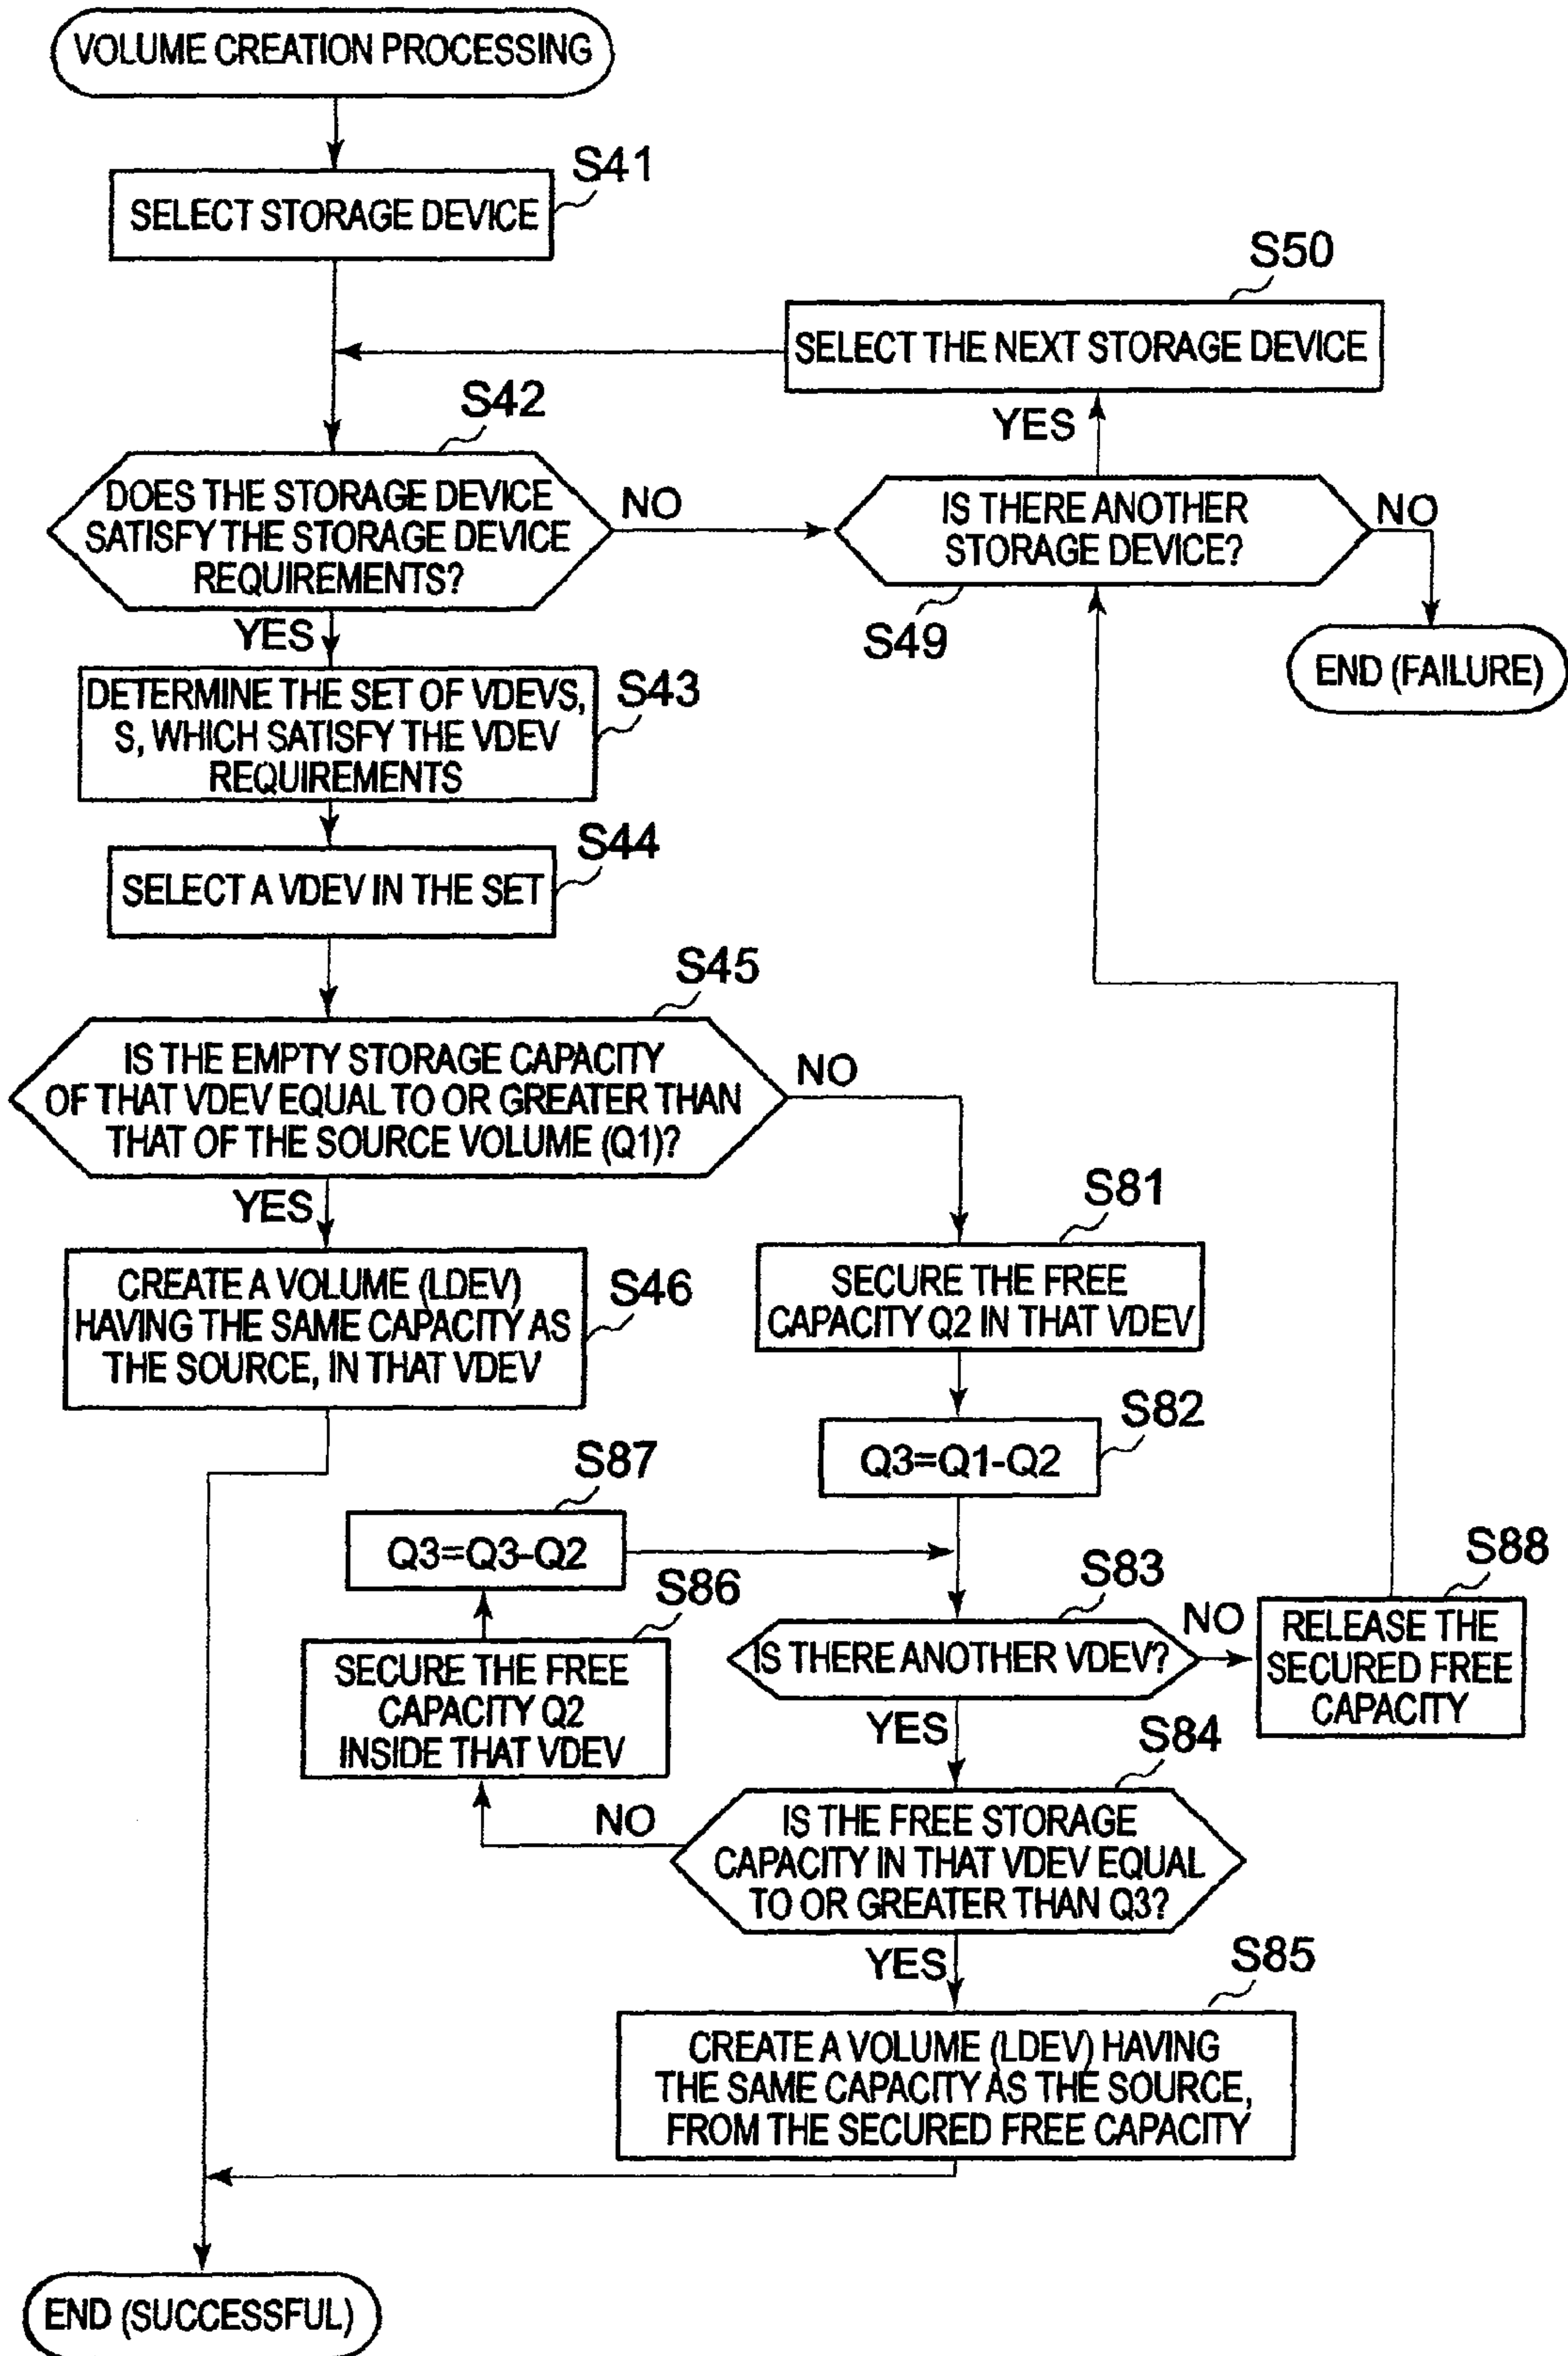 VOLUME CREATION PROCESSING
S41
SELECT STORAGE DEVICE
S50
SELECT THE NEXT STORAGE DEVICE
YES
S42
DOES THE STORAGE DEVICE
SATISFY THE STORAGE DEVICE
REQUIREMENTS?
NO
IS THERE ANOTHER
STORAGE DEVICE?
NO
S49
END (FAILURE)
YES
DETERMINE THE SET OF VDEVS,
S, WHICH SATISFY THE VDEV
REQUIREMENTS
S43
S44
SELECT A VDEV IN THE SET
S45
IS THE EMPTY STORAGE CAPACITY
OF THAT VDEV EQUAL TO OR GREATER THAN
THAT OF THE SOURCE VOLUME (Q1)?
NO
YES
S81
SECURE THE FREE
CAPACITY Q2 IN THAT VDEV
CREATE A VOLUME (LDEV)
HAVING THE SAME CAPACITY AS
THE SOURCE, IN THAT VDEV
S46
S82
Q3=Q1-Q2
S87
Q3=Q3-Q2
S86
SECURE THE FREE
CAPACITY Q2
INSIDE THAT VDEV
S83
IS THERE ANOTHER VDEV?
NO
S88
RELEASE THE
SECURED FREE
CAPACITY
YES
S84
IS THE FREE STORAGE
CAPACITY IN THAT VDEV EQUAL
TO OR GREATER THAN Q3?
NO
YES
S85
CREATE A VOLUME (LDEV) HAVING
THE SAME CAPACITY AS THE SOURCE,
FROM THE SECURED FREE CAPACITY
END (SUCCESSFUL)